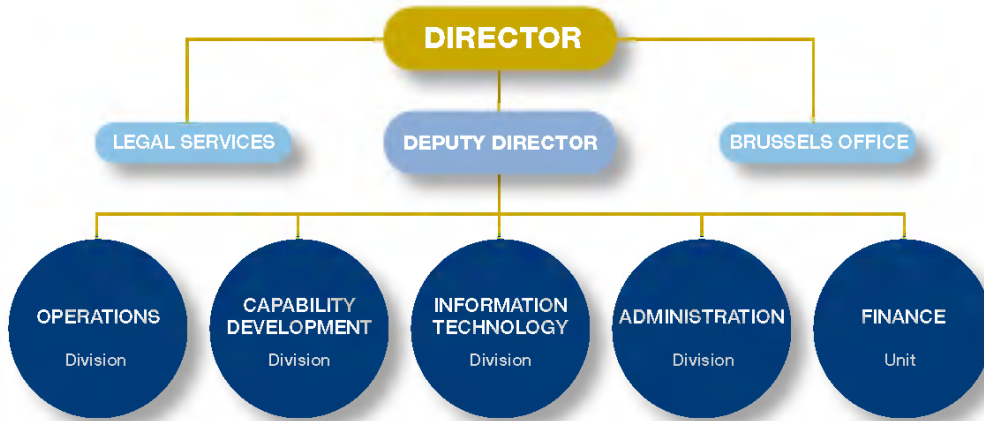 DIRECTOR
LEGAL SERVICES
DEPUTY DIRECTOR
BRUSSELS OFFICE
OPERATIONS
Division
CAPABILITY
DEVELOPMENT
Division
INFORMATION
TECHNOLOGY
Division
ADMINISTRATION
Division
FINANCE
Unit